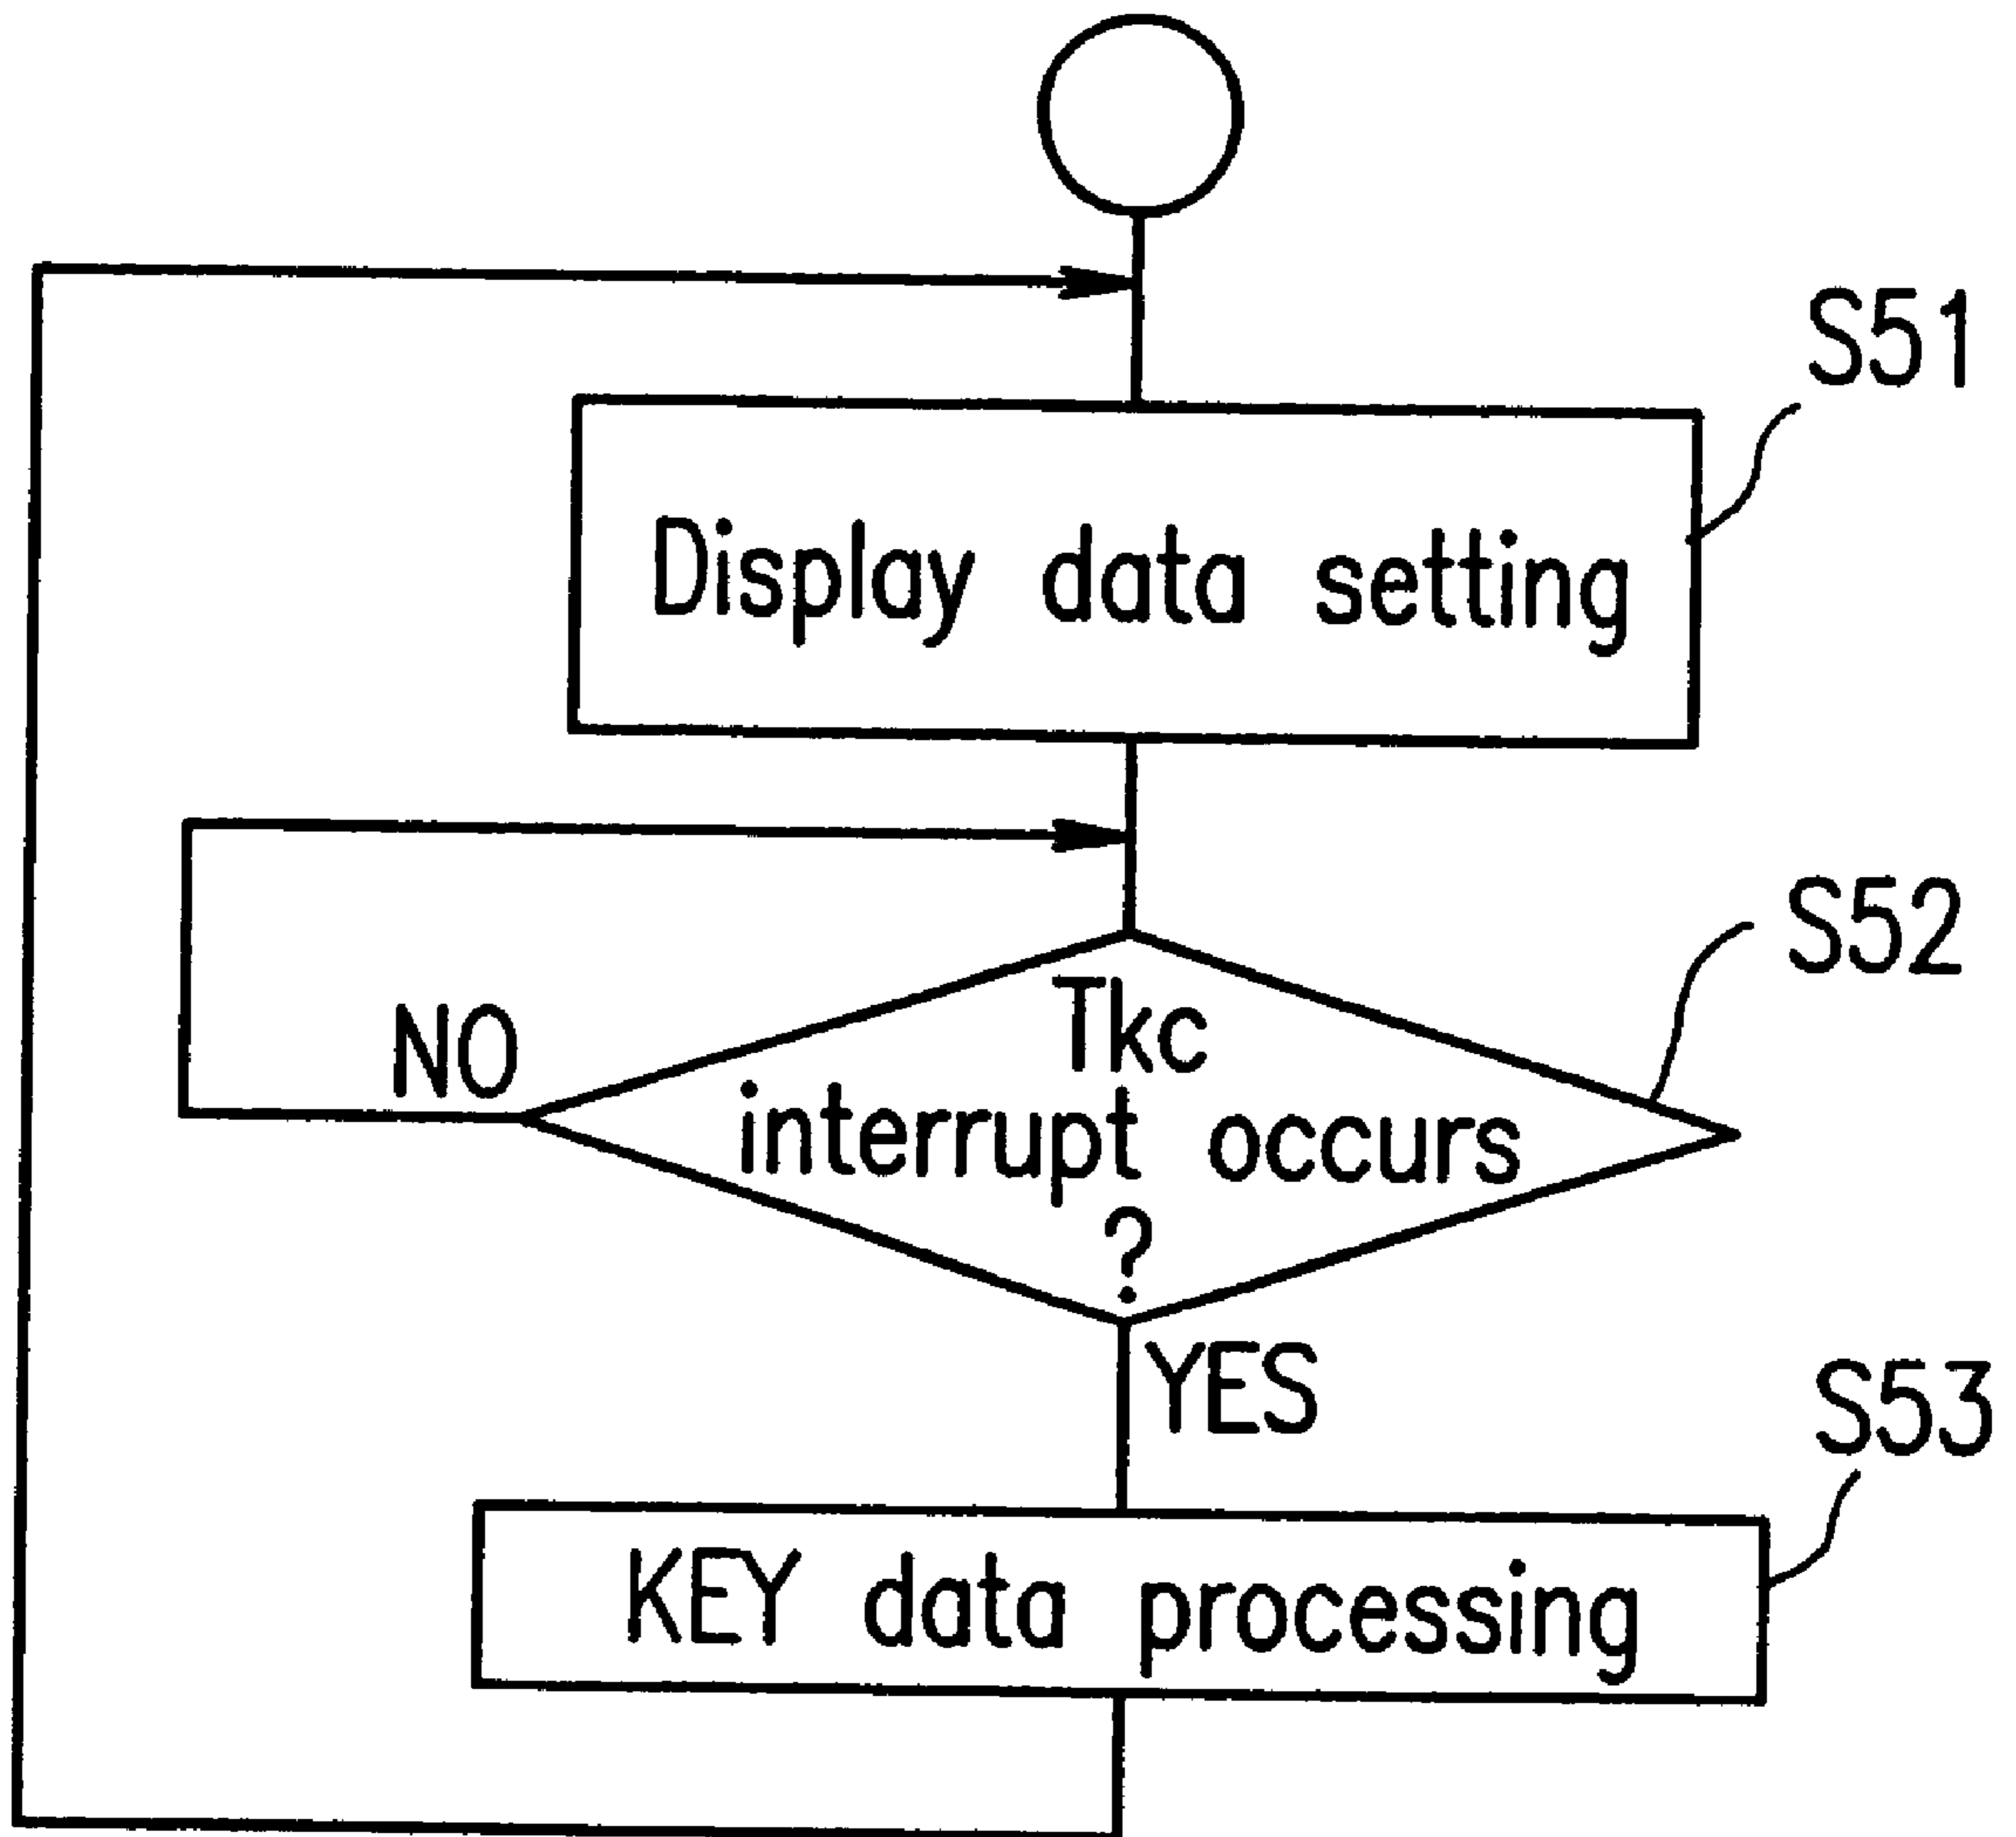 S51
Display data setting
S52
NO
Tkc
interrupt occurs
?
YES
S53
KEY data processing